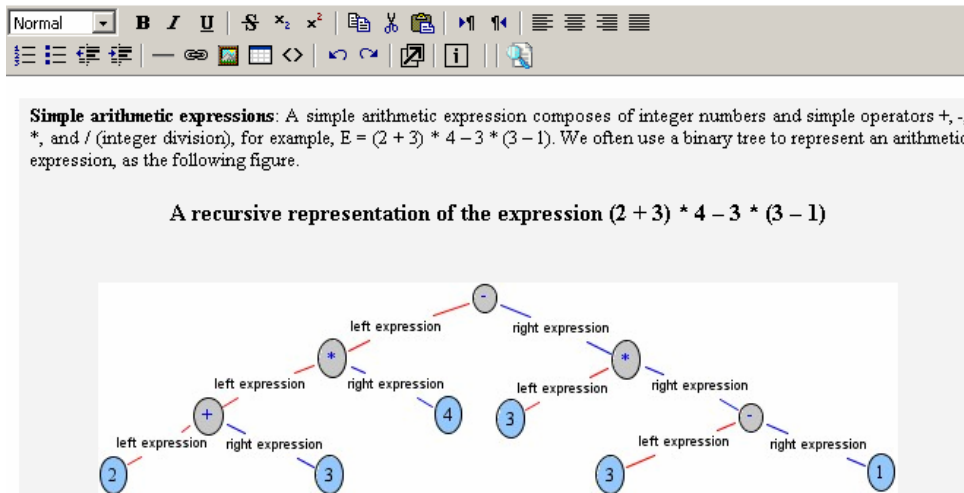 Normal B I U S x₂ x²
Simple arithmetic expressions: A simple arithmetic expression composes of integer numbers and simple operators +, -,
*, and / (integer division), for example, E = (2 + 3) * 4 – 3 * (3 – 1). We often use a binary tree to represent an arithmetic
expression, as the following figure.
A recursive representation of the expression (2 + 3) * 4 – 3 * (3 – 1)
-
left expression right expression
* *
left expression right expression left expression right expression
+ 4 3 -
left expression right expression left expression right expression
2 3 3 1